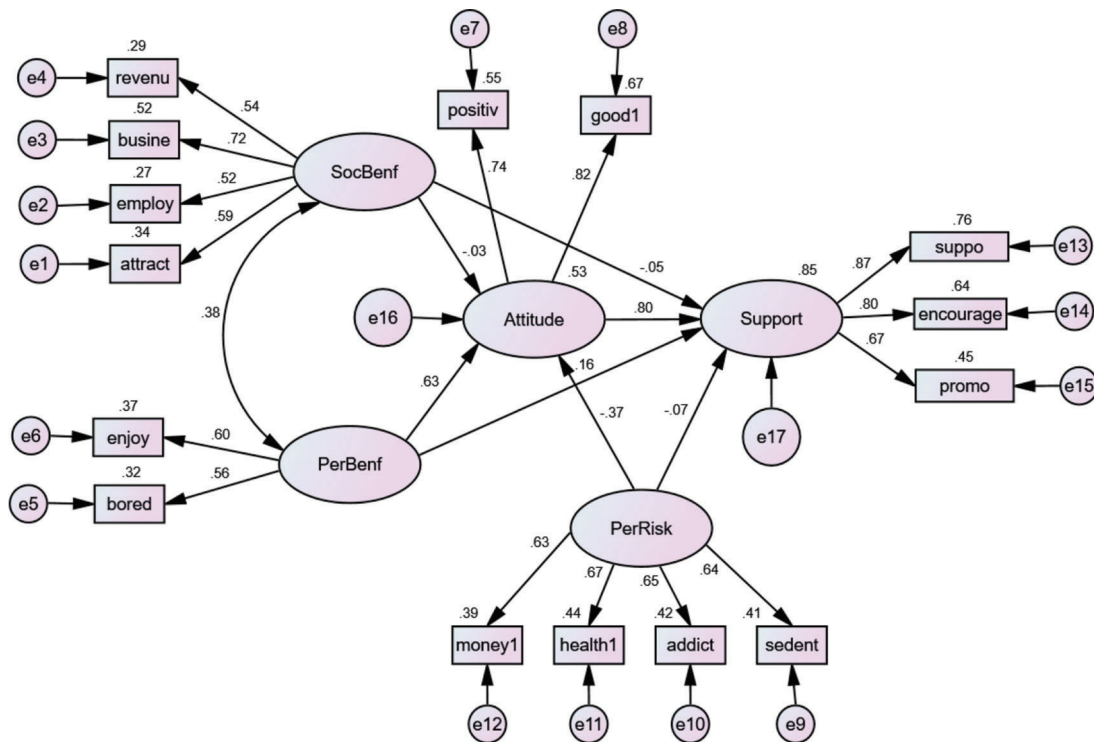 e7
e8
.29
e4
revenu
.55
.67
positiv
good1
.54
.52
e3
busine
.72
.74
.82
SocBenf
.27
.52
e2
employ
.59
.34
e1
attract
.76
suppo
e13
-.03
-.05
.87
.53
.85
.64
.38
e16
Attitude
.80
Support
.80
encourage
e14
.67
.45
promo
e15
.63
.16
.37
e6
enjoy
.60
-.37
-.07
e17
PerBenf
.32
.56
e5
bored
PerRisk
.63
.67
.65
.64
.39
.44
.42
.41
money1
health1
addict
sedent
e12
e11
e10
e9